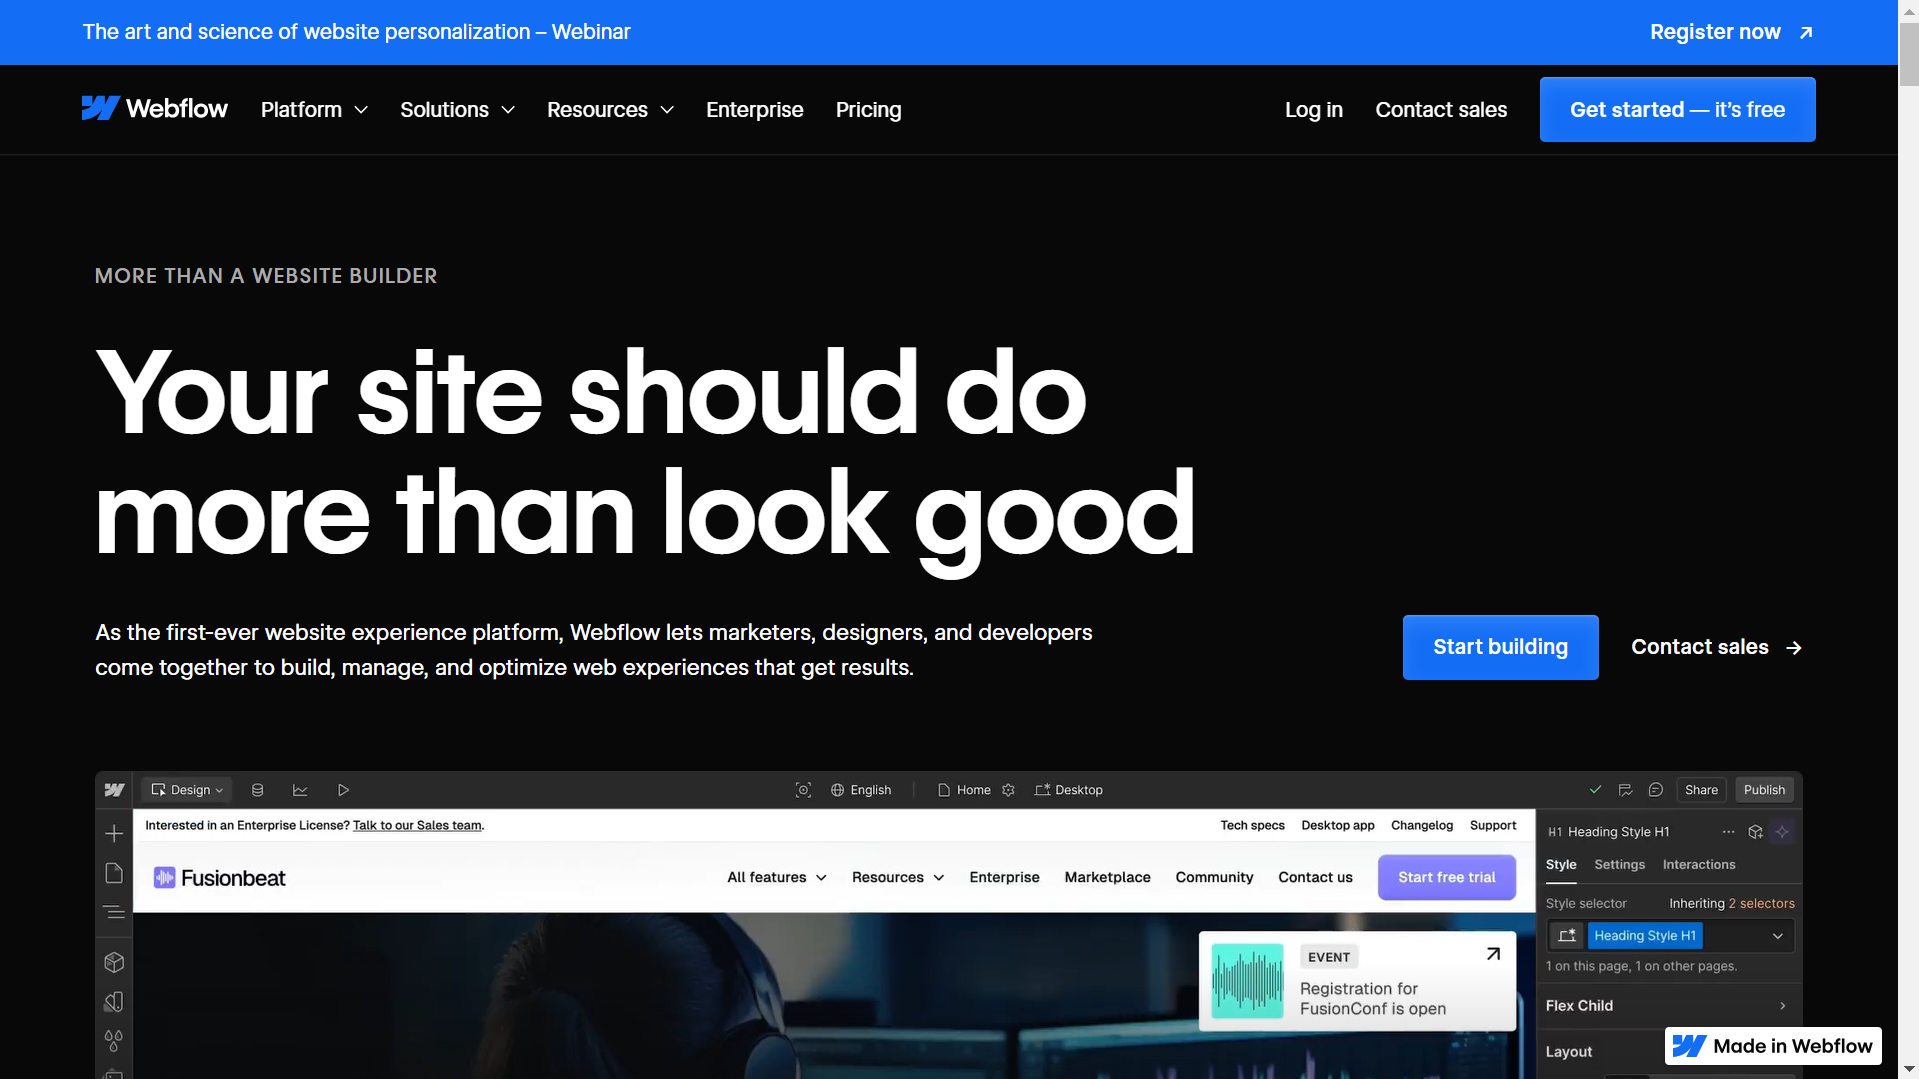 The art and science of website personalization – Webinar
Register now
Webflow
Platform
Solutions
Resources
Enterprise
Pricing
Log in
Contact sales
Get started — it's free
MORE THAN A WEBSITE BUILDER
Your site should do
more than look good
As the first-ever website experience platform, Webflow lets marketers, designers, and developers
come together to build, manage, and optimize web experiences that get results.
Start building
Contact sales
Design
English
Home
Desktop
Share
Publish
Interested in an Enterprise License? Talk to our Sales team.
Tech specs
Desktop app
Changelog
Support
Fusionbeat
All features
Resources
Enterprise
Marketplace
Community
Contact us
Start free trial
EVENT
Registration for
FusionConf is open
H1 Heading Style H1
Style
Settings
Interactions
Style selector
Inheriting 2 selectors
Heading Style H1
1 on this page, 1 on other pages.
Flex Child
Layout
Made in Webflow